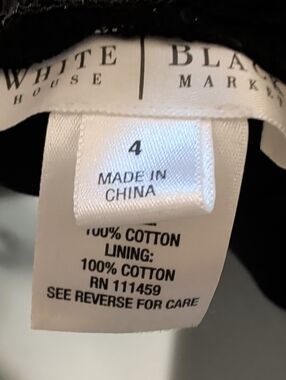 WHITE | BLACK
HOUSE | MARKET
4
MADE IN
CHINA
100% COTTON
LINING:
100% COTTON
RN 111459
SEE REVERSE FOR CARE